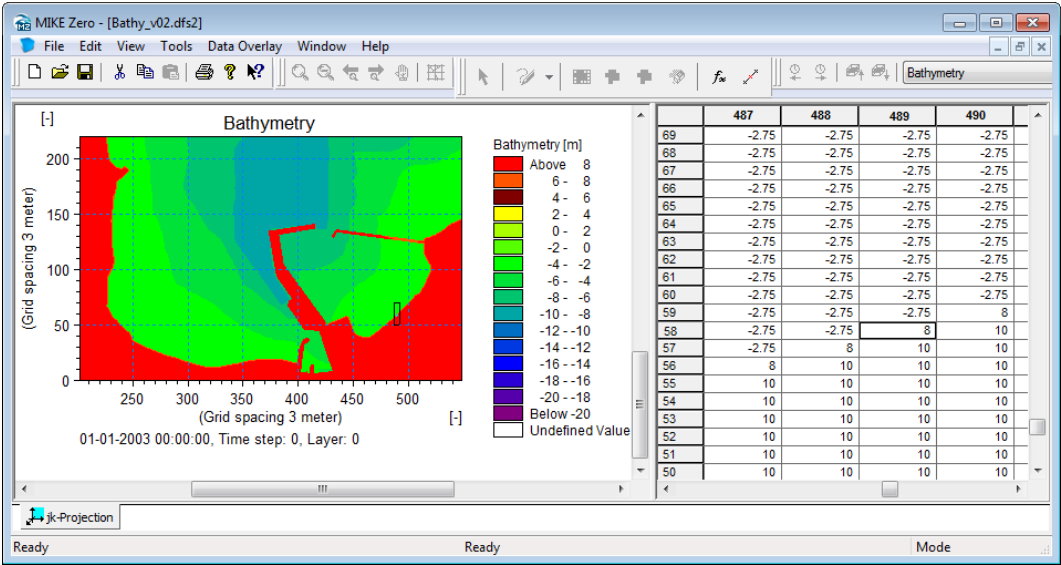 MIKE Zero - [Bathy_v02.dfs2]
File Edit View Tools Data Overlay Window Help
Bathymetry
[-]
Bathymetry
(Grid spacing 3 meter)
200
150
100
50
0
250 300 350 400 450 500
(Grid spacing 3 meter) [-]
01-01-2003 00:00:00, Time step: 0, Layer: 0
Bathymetry [m]
Above 8
6 - 8
4 - 6
2 - 4
0 - 2
-2 - 0
-4 - -2
-6 - -4
-8 - -6
-10 - -8
-12 - -10
-14 - -12
-16 - -14
-18 - -16
-20 - -18
Below -20
Undefined Value
487 488 489 490
69 -2.75 -2.75 -2.75 -2.75
68 -2.75 -2.75 -2.75 -2.75
67 -2.75 -2.75 -2.75 -2.75
66 -2.75 -2.75 -2.75 -2.75
65 -2.75 -2.75 -2.75 -2.75
64 -2.75 -2.75 -2.75 -2.75
63 -2.75 -2.75 -2.75 -2.75
62 -2.75 -2.75 -2.75 -2.75
61 -2.75 -2.75 -2.75 -2.75
60 -2.75 -2.75 -2.75 -2.75
59 -2.75 -2.75 -2.75 8
58 -2.75 -2.75 8 10
57 -2.75 8 10 10
56 8 10 10 10
55 10 10 10 10
54 10 10 10 10
53 10 10 10 10
52 10 10 10 10
51 10 10 10 10
50 10 10 10 10
jk-Projection
Ready Ready Mode